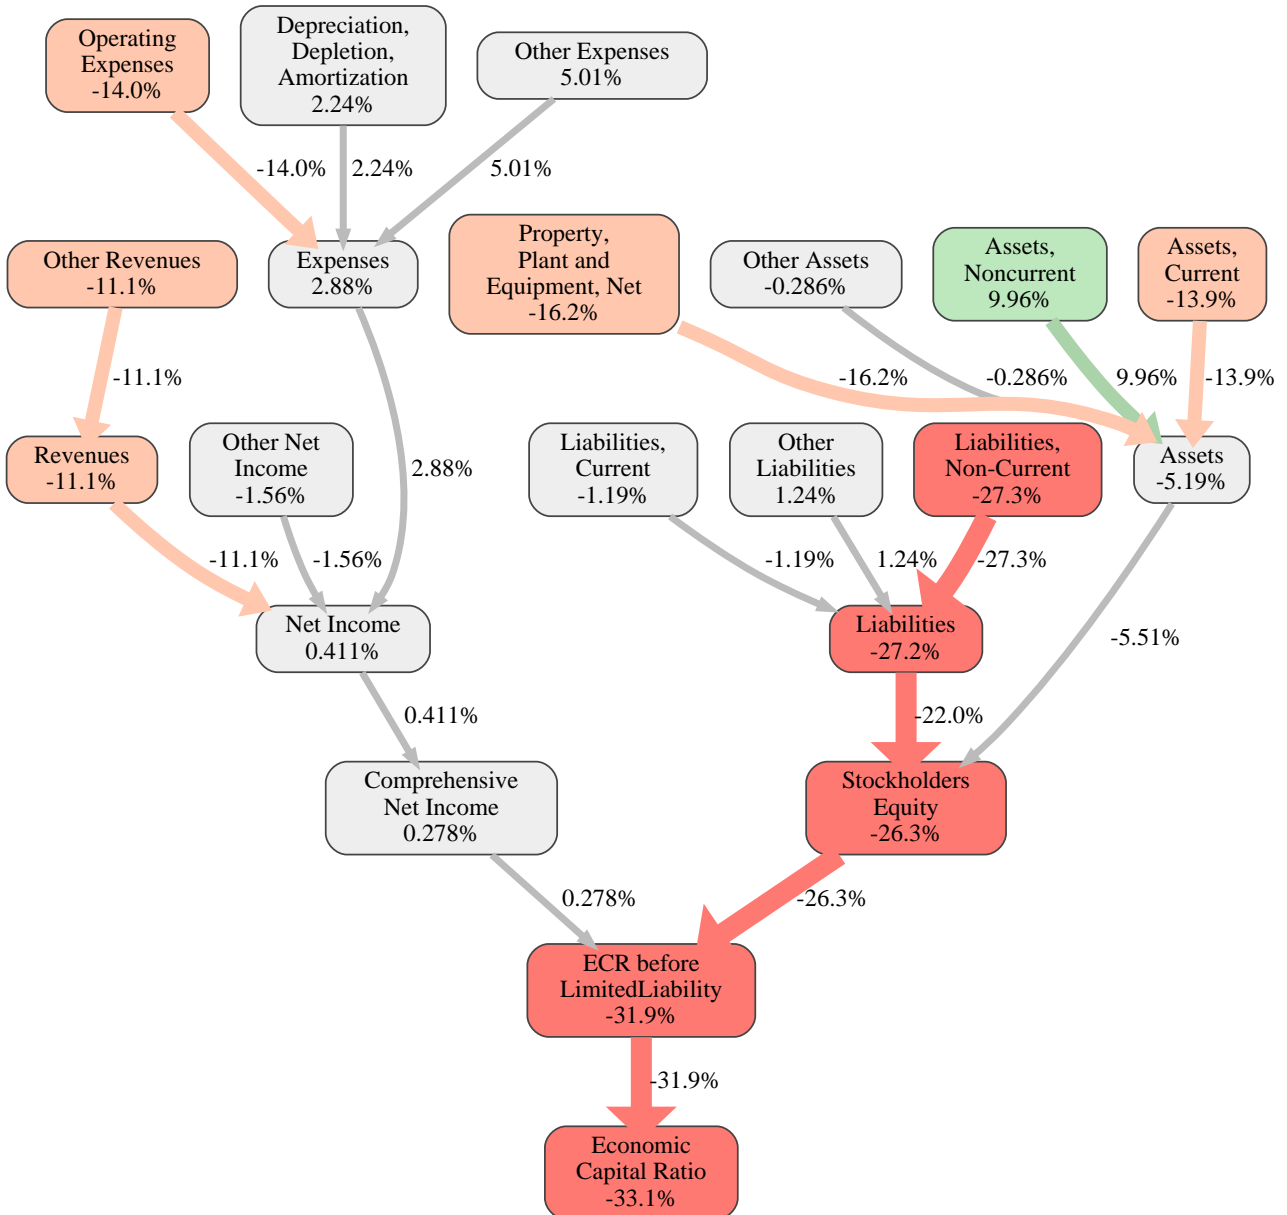 Operating
Expenses
-14.0%
Depreciation,
Depletion,
Amortization
2.24%
Other Expenses
5.01%
-14.0%
2.24%
5.01%
Other Revenues
-11.1%
Expenses
2.88%
Property,
Plant and
Equipment, Net
-16.2%
Other Assets
-0.286%
Assets,
Noncurrent
9.96%
Assets,
Current
-13.9%
-11.1%
-16.2%
-0.286%
9.96%
-13.9%
Revenues
-11.1%
Other Net
Income
-1.56%
2.88%
Liabilities,
Current
-1.19%
Other
Liabilities
1.24%
Liabilities,
Non-Current
-27.3%
Assets
-5.19%
-11.1%
-1.56%
-1.19%
1.24%
-27.3%
Net Income
0.411%
Liabilities
-27.2%
-5.51%
0.411%
-22.0%
Comprehensive
Net Income
0.278%
Stockholders
Equity
-26.3%
0.278%
-26.3%
ECR before
LimitedLiability
-31.9%
-31.9%
Economic
Capital Ratio
-33.1%